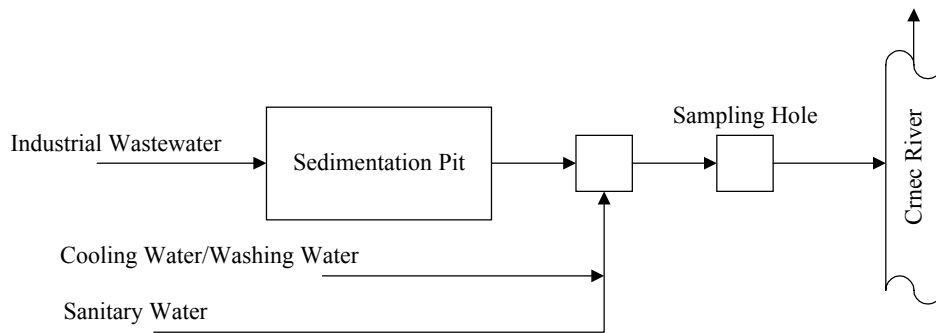 Sampling Hole
Industrial Wastewater
Sedimentation Pit
Crnec River
Cooling Water/Washing Water
Sanitary Water